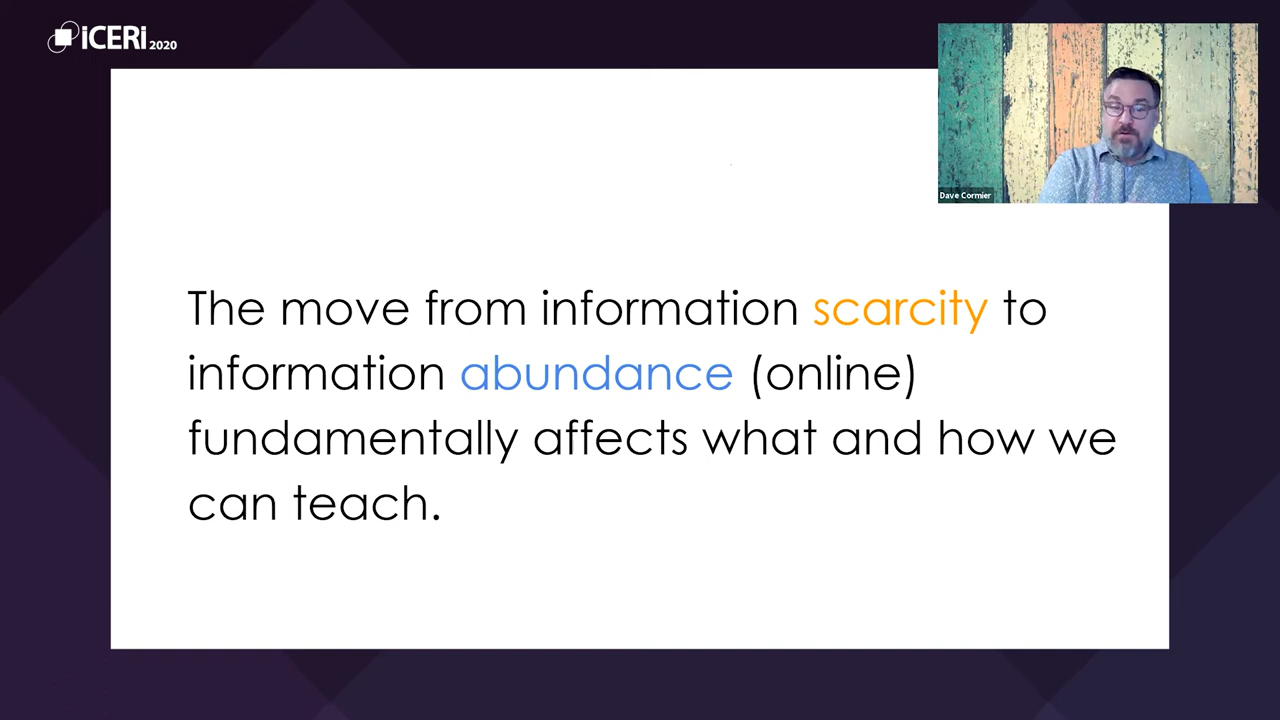 iCERi 2020
Dave Cormier
The move from information scarcity to
information abundance (online)
fundamentally affects what and how we
can teach.